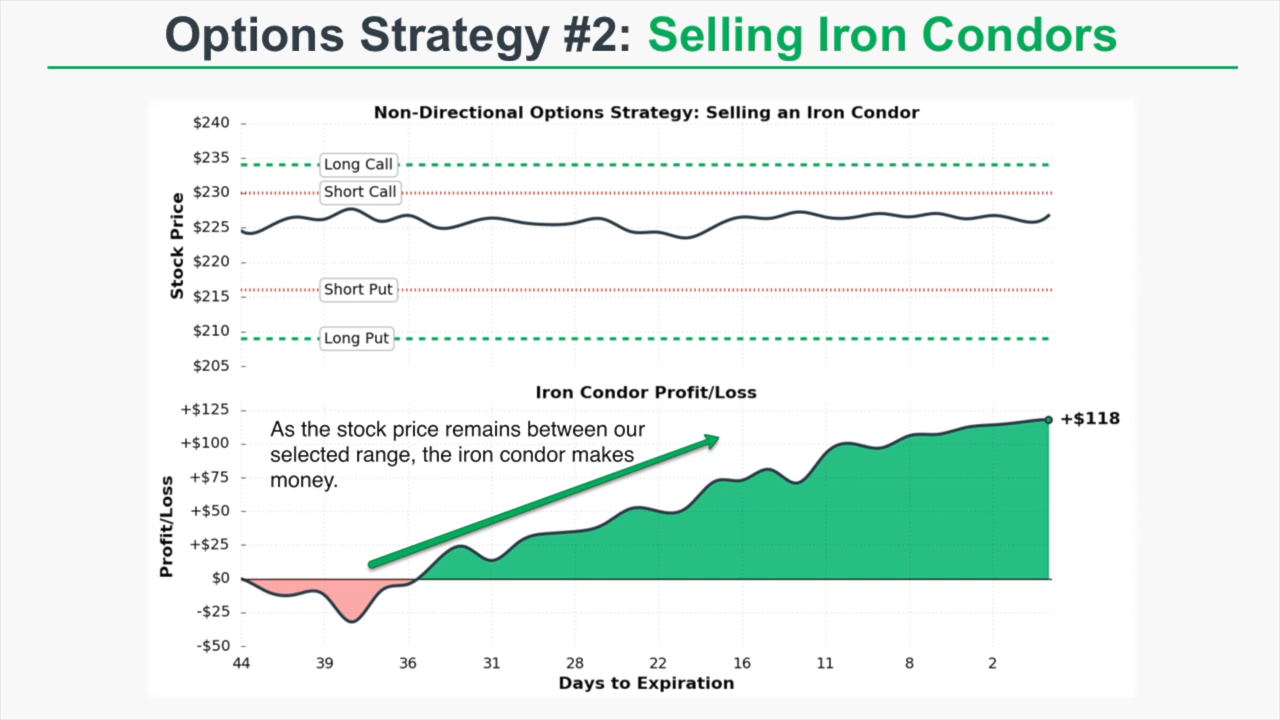 Options Strategy #2: Selling Iron Condors
Non-Directional Options Strategy: Selling an Iron Condor
Stock Price
$240
$235
$230
$225
$220
$215
$210
$205
Long Call
Short Call
Short Put
Long Put
Iron Condor Profit/Loss
Profit/Loss
+$125
+$100
+$75
+$50
+$25
$0
-$25
-$50
As the stock price remains between our
selected range, the iron condor makes
money.
+$118
44 39 36 31 28 22 16 11 8 2
Days to Expiration